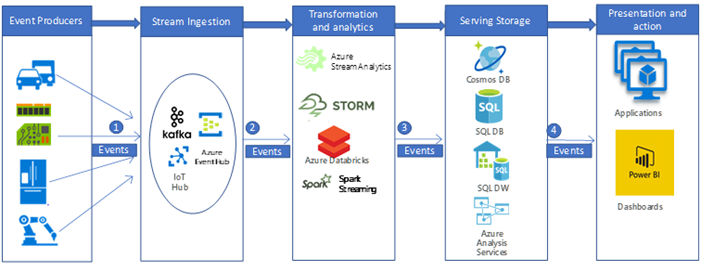 Event Producers
Stream Ingestion
Transformation
and analytics
Serving Storage
Presentation and
action
1
Events
kafka
Azure
Event Hub
IoT
Hub
2
Events
Azure
Stream Analytics
STORM
Azure Databricks
Spark
Spark
Streaming
3
Events
Cosmos DB
SQL
SQL DB
SQL
SQL DW
Azure
Analysis
Services
4
Events
Applications
Power BI
Dashboards